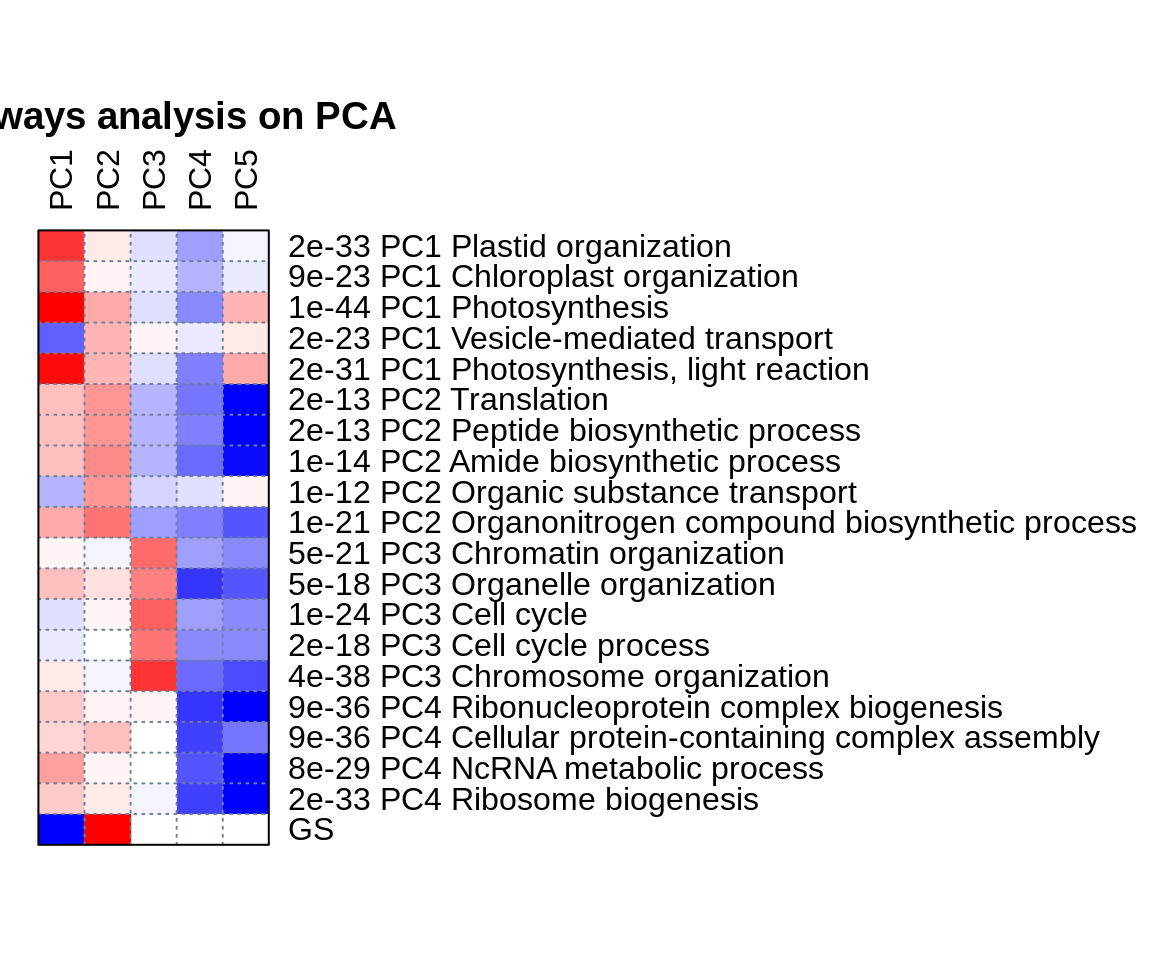 ways analysis on PCA
PC1 PC2 PC3 PC4 PC5
2e-33 PC1 Plastid organization
9e-23 PC1 Chloroplast organization
1e-44 PC1 Photosynthesis
2e-23 PC1 Vesicle-mediated transport
2e-31 PC1 Photosynthesis, light reaction
2e-13 PC2 Translation
2e-13 PC2 Peptide biosynthetic process
1e-14 PC2 Amide biosynthetic process
1e-12 PC2 Organic substance transport
1e-21 PC2 Organonitrogen compound biosynthetic process
5e-21 PC3 Chromatin organization
5e-18 PC3 Organelle organization
1e-24 PC3 Cell cycle
2e-18 PC3 Cell cycle process
4e-38 PC3 Chromosome organization
9e-36 PC4 Ribonucleoprotein complex biogenesis
9e-36 PC4 Cellular protein-containing complex assembly
8e-29 PC4 NcRNA metabolic process
2e-33 PC4 Ribosome biogenesis
GS